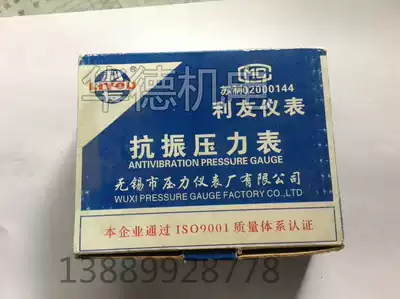 华德机电
LIYOU
MC
苏制02000144
利友仪表
抗振压力表
ANTIVIBRATION PRESSURE GAUGE
无锡市压力仪表厂有限公司
WUXI PRESSURE GAUGE FACTORY CO.,LTD
本企业通过ISO9001质量体系认证
13889928778